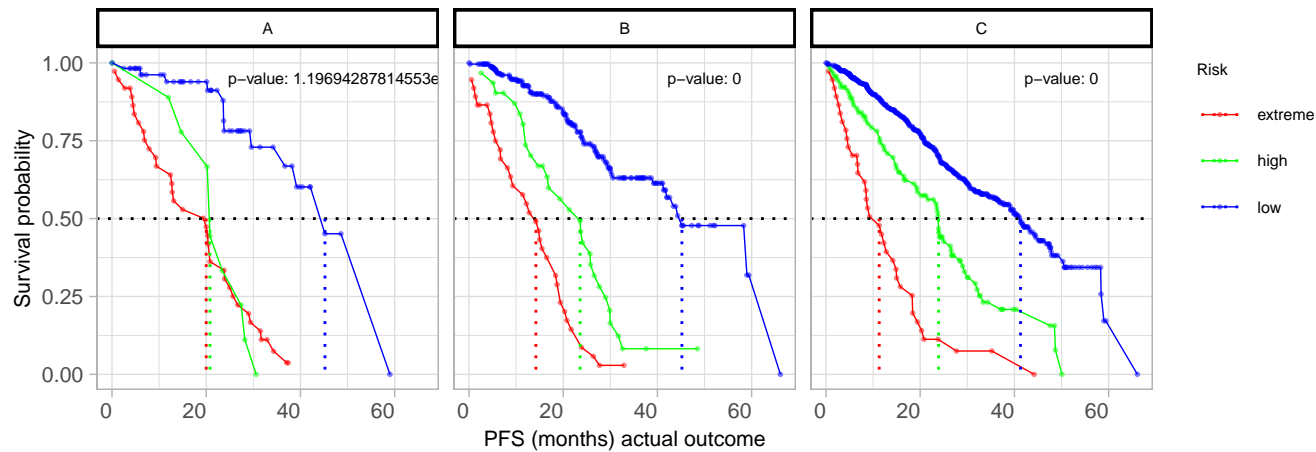 A B C
p-value: 1.19694287814553e p-value: 0 p-value: 0
Survival probability
1.00
0.75
0.50
0.25
0.00
0 20 40 60 0 20 40 60 0 20 40 60
PFS (months) actual outcome
Risk
extreme
high
low